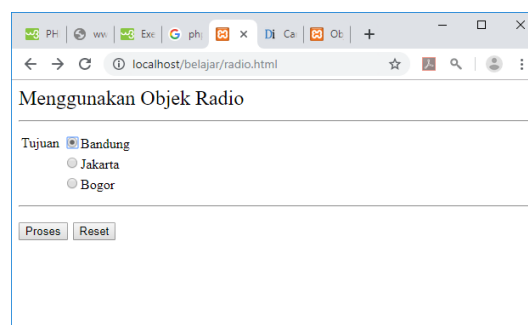 PH
ww
Exe
G ph
Di Ca
Ob
localhost/belajar/radio.html
Menggunakan Objek Radio
Tujuan Bandung
Jakarta
Bogor
Proses Reset